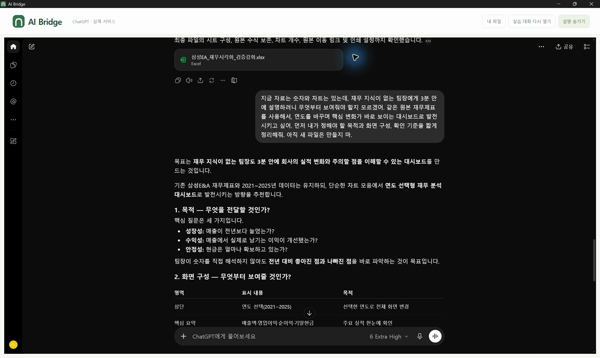 AI Bridge
AI Bridge
ChatGPT · 실제 서비스
내 파일
실습 대화 다시 열기
설명 숨기기
최종 파일의 시트 구성, 원본 수식 보존, 차트 개수, 원본 이동 링크 및 인쇄 설정까지 확인했습니다.
공유
삼성EA_재무시각화_검증강화.xlsx
Excel
지금 자료는 숫자와 차트는 있는데, 재무 지식이 없는 팀장에게 3분 만
에 설명하려니 무엇부터 보여줘야 할지 모르겠어. 같은 원본 재무제표
를 사용해서, 연도를 바꾸며 핵심 변화가 바로 보이는 대시보드로 발전
시키고 싶어. 먼저 내가 정해야 할 목적과 화면 구성, 확인 기준을 짧게
정리해줘. 아직 새 파일은 만들지 마.
목표는 재무 지식이 없는 팀장도 3분 안에 회사의 실적 변화와 주의할 점을 이해할 수 있는 대시보드를 만
드는 것입니다.
기존 삼성E&A 재무제표와 2021~2025년 데이터는 유지하되, 단순한 차트 모음에서 연도 선택형 재무 분석
대시보드로 발전시키는 방향을 추천합니다.
1. 목적 — 무엇을 전달할 것인가?
핵심 질문은 세 가지입니다.
• 성장성: 매출이 전년보다 늘었는가?
• 수익성: 매출에서 실제로 남기는 이익이 개선됐는가?
• 안정성: 현금은 얼마나 확보하고 있는가?
팀장이 숫자를 직접 해석하지 않아도 전년 대비 좋아진 점과 나빠진 점을 바로 파악하는 것이 목표입니다.
2. 화면 구성 — 무엇부터 보여줄 것인가?
영역 표시 내용 목적
상단 연도 선택(2021~2025) 선택한 연도로 전체 화면 변경
핵심 요약 매출액·영업이익·순이익·기말현금 주요 실적 한눈에 확인
ChatGPT에게 물어보세요
6 Extra High